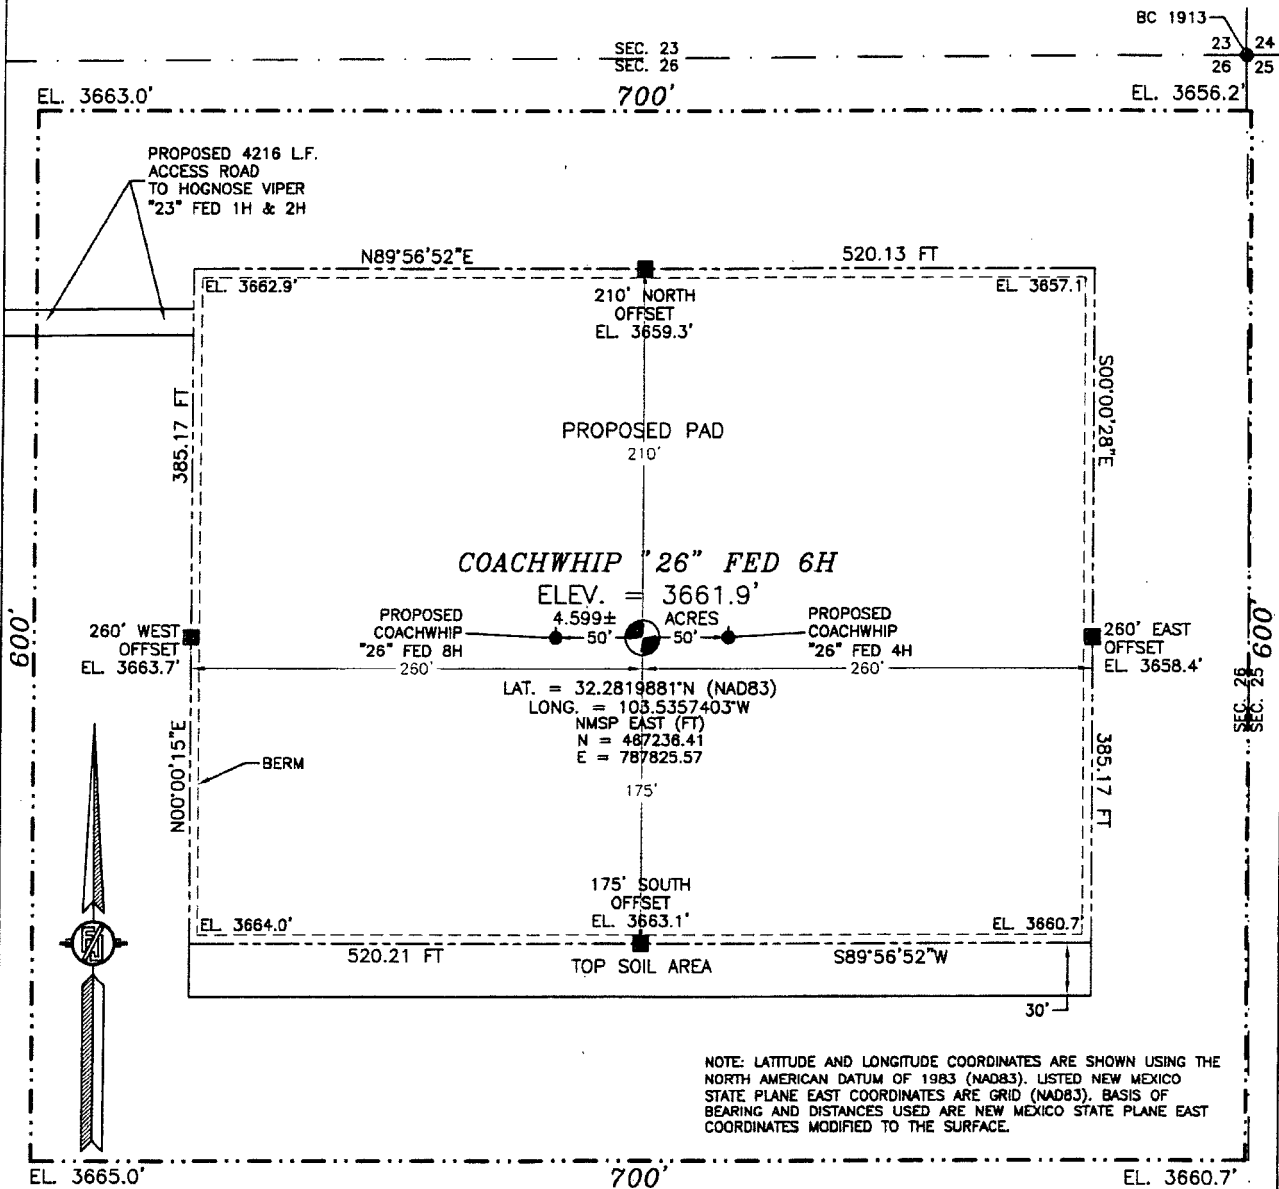 BC 1913
SEC. 23
SEC. 26
23 24
26 25
EL. 3663.0'
700'
EL. 3656.2'
PROPOSED 4216 L.F.
ACCESS ROAD
TO HOGNOSE VIPER
"23" FED 1H & 2H
N89°56'52"E
520.13 FT
EL. 3662.9'
210' NORTH
OFFSET
EL. 3659.3'
EL. 3657.1
385.17 FT
S00°00'28"E
PROPOSED PAD
210'
COACHWHIP "26" FED 6H
ELEV. = 3661.9'
4.599± ACRES
PROPOSED
COACHWHIP
"26" FED 8H
50'
50'
PROPOSED
COACHWHIP
"26" FED 4H
600'
260' WEST
OFFSET
EL. 3663.7'
260'
260'
260' EAST
OFFSET
EL. 3658.4'
600'
SEC. 26
SEC. 25
LAT. = 32.2819881°N (NAD83)
LONG. = 103.5357403°W
NMSP EAST (FT)
N = 467236.41
E = 787825.57
N00°00'15"E
BERM
175'
385.17 FT
175' SOUTH
OFFSET
EL. 3663.1'
EL. 3664.0'
EL. 3660.7
520.21 FT
S89°56'52"W
TOP SOIL AREA
30'
NOTE: LATITUDE AND LONGITUDE COORDINATES ARE SHOWN USING THE
NORTH AMERICAN DATUM OF 1983 (NAD83). LISTED NEW MEXICO
STATE PLANE EAST COORDINATES ARE GRID (NAD83). BASIS OF
BEARING AND DISTANCES USED ARE NEW MEXICO STATE PLANE EAST
COORDINATES MODIFIED TO THE SURFACE.
EL. 3665.0'
700'
EL. 3660.7'